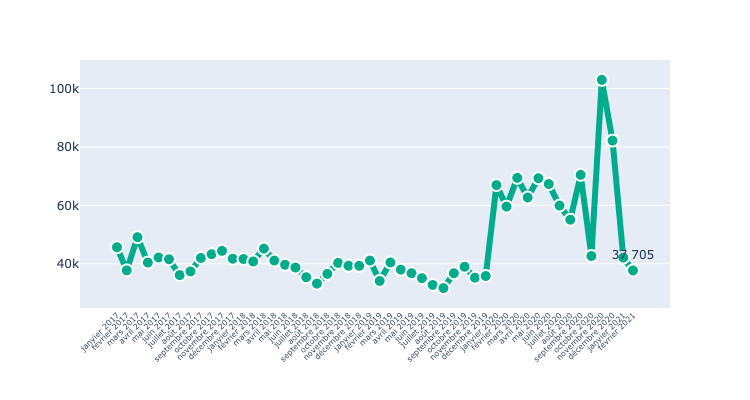 100k
80k
60k
40k
37 705
janvier 2017
février 2017
mars 2017
avril 2017
mai 2017
juin 2017
juillet 2017
août 2017
septembre 2017
octobre 2017
novembre 2017
décembre 2017
janvier 2018
février 2018
mars 2018
avril 2018
mai 2018
juin 2018
juillet 2018
août 2018
septembre 2018
octobre 2018
novembre 2018
décembre 2018
janvier 2019
février 2019
mars 2019
avril 2019
mai 2019
juin 2019
juillet 2019
août 2019
septembre 2019
octobre 2019
novembre 2019
décembre 2019
janvier 2020
février 2020
mars 2020
avril 2020
mai 2020
juin 2020
juillet 2020
août 2020
septembre 2020
octobre 2020
novembre 2020
décembre 2020
janvier 2021
février 2021